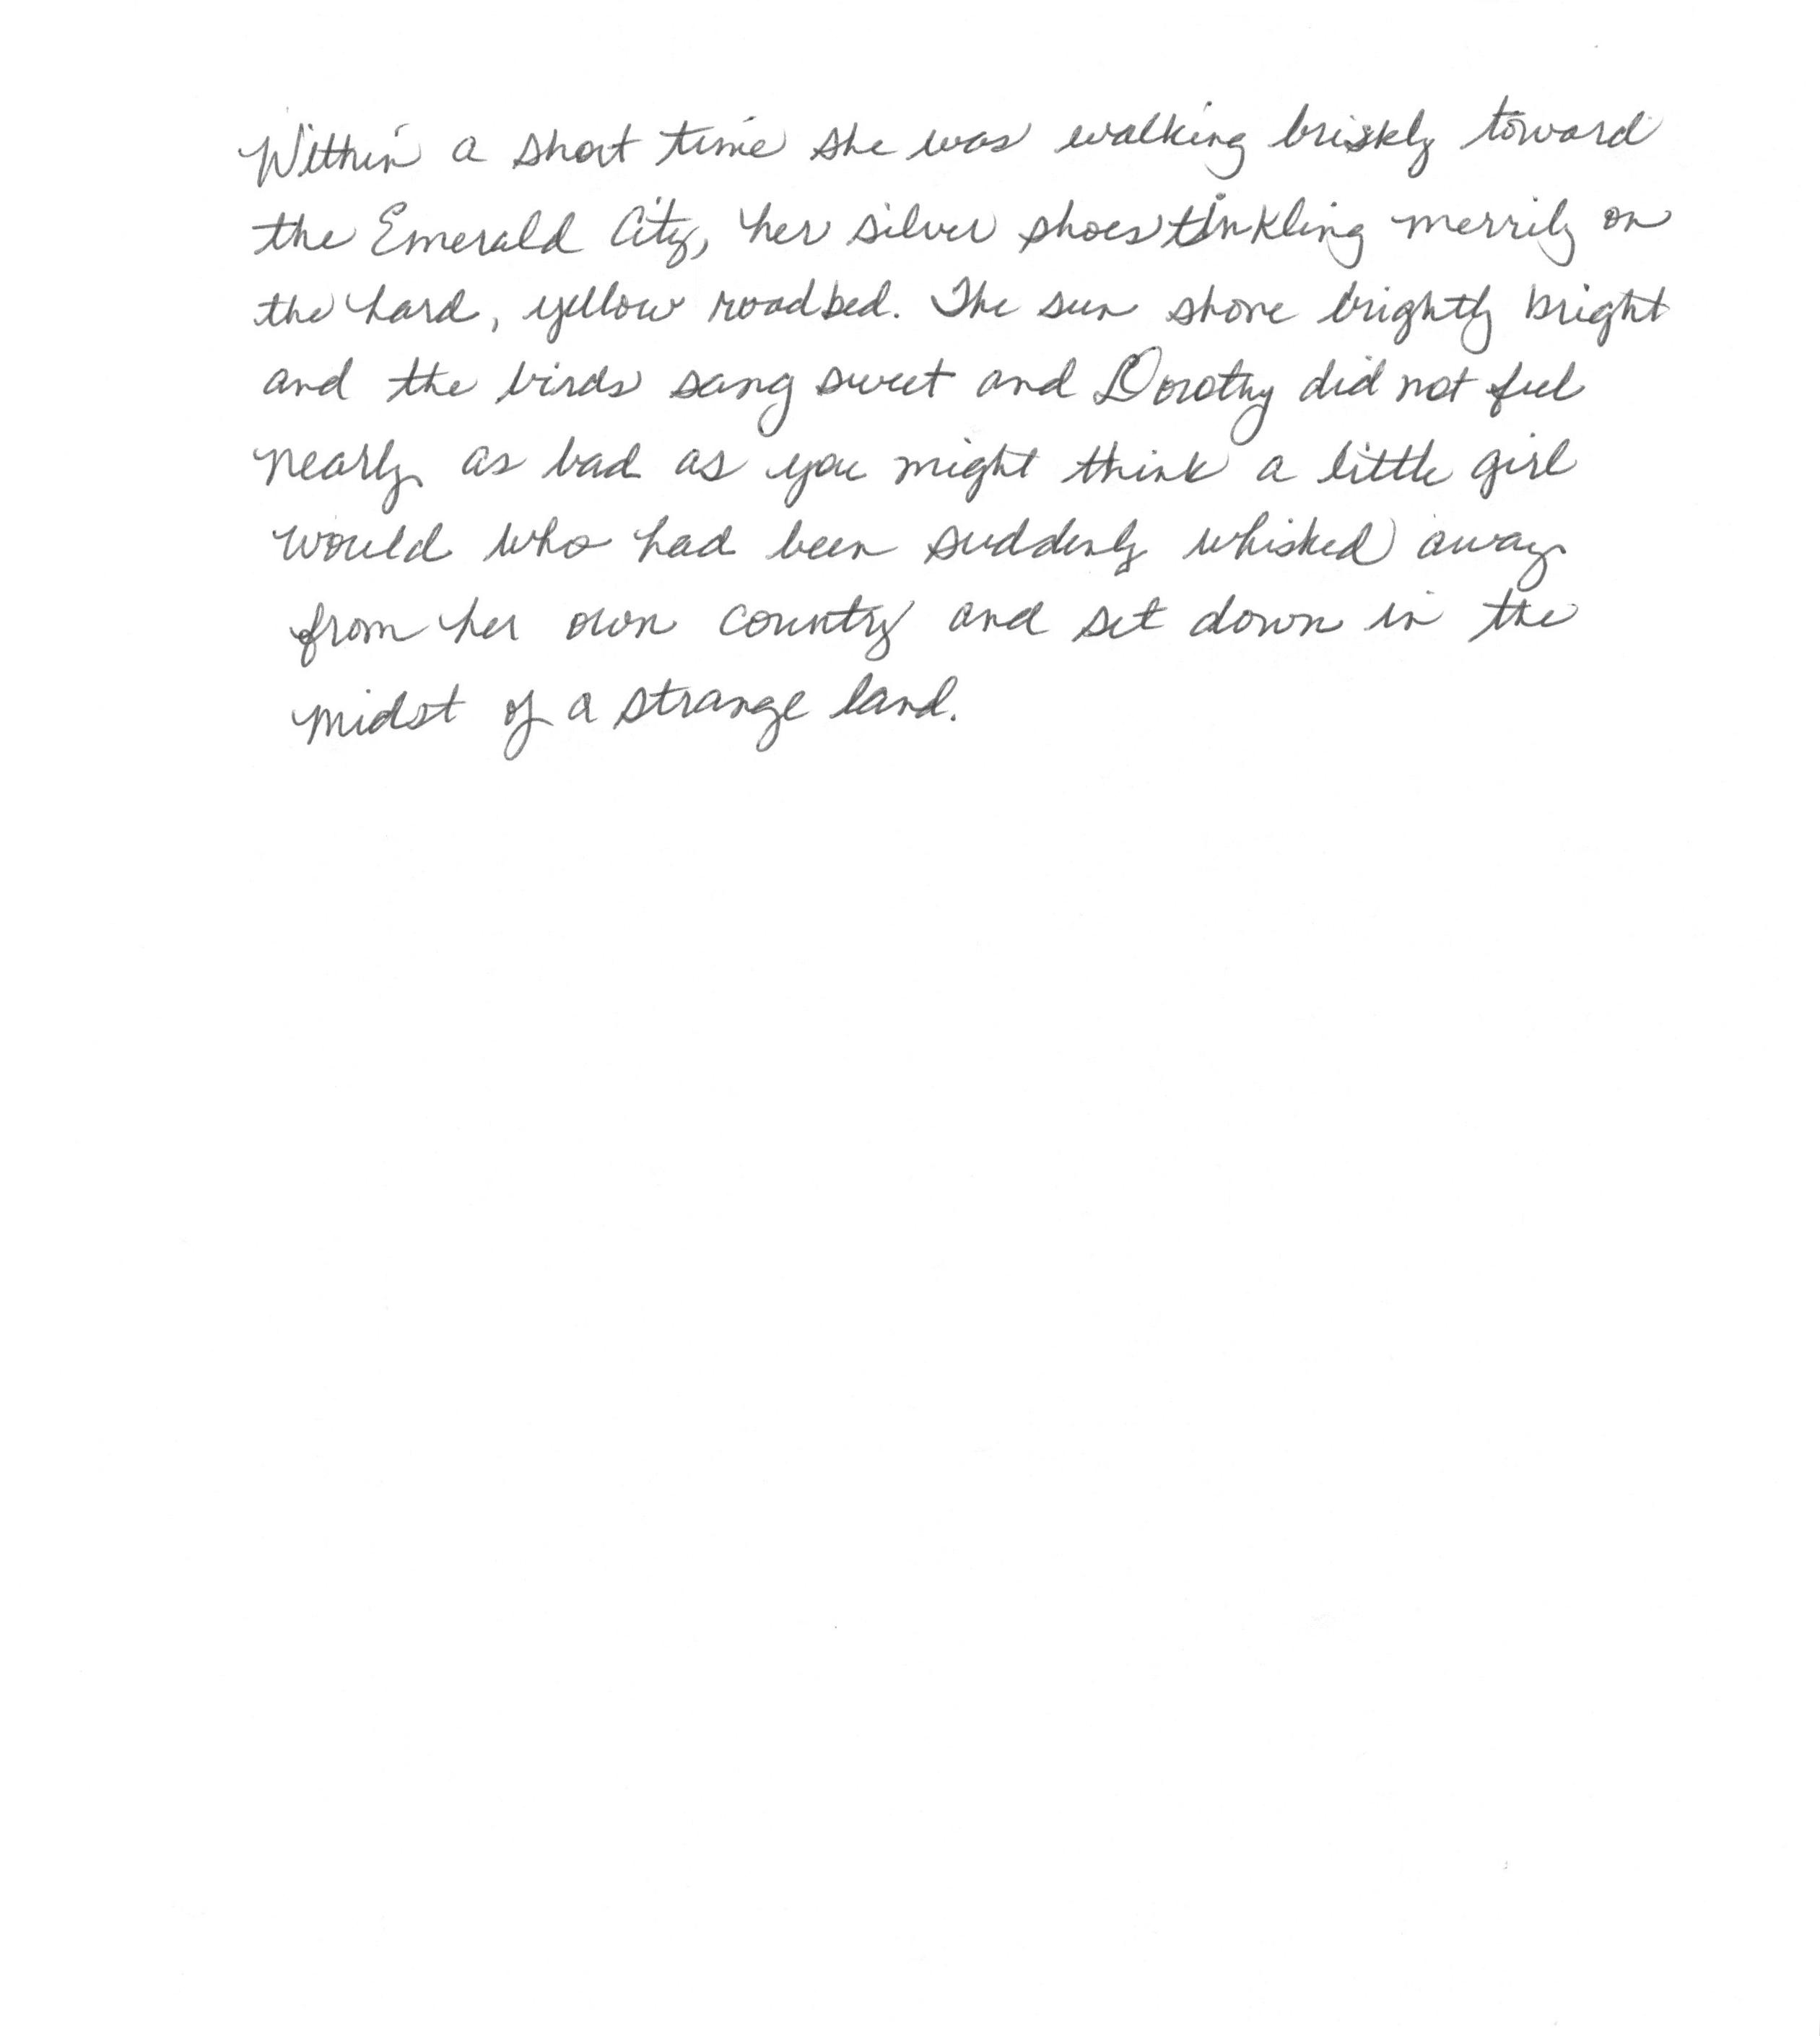 Within a short time she was walking briskly toward
the Emerald City, her silver shoes tinkling merrily on
the hard, yellow roadbed. The sun shone brightly bright
and the birds sang sweet and Dorothy did not feel
nearly as bad as you might think a little girl
would who had been suddenly whisked away
from her own country and set down in the
midst of a strange land.